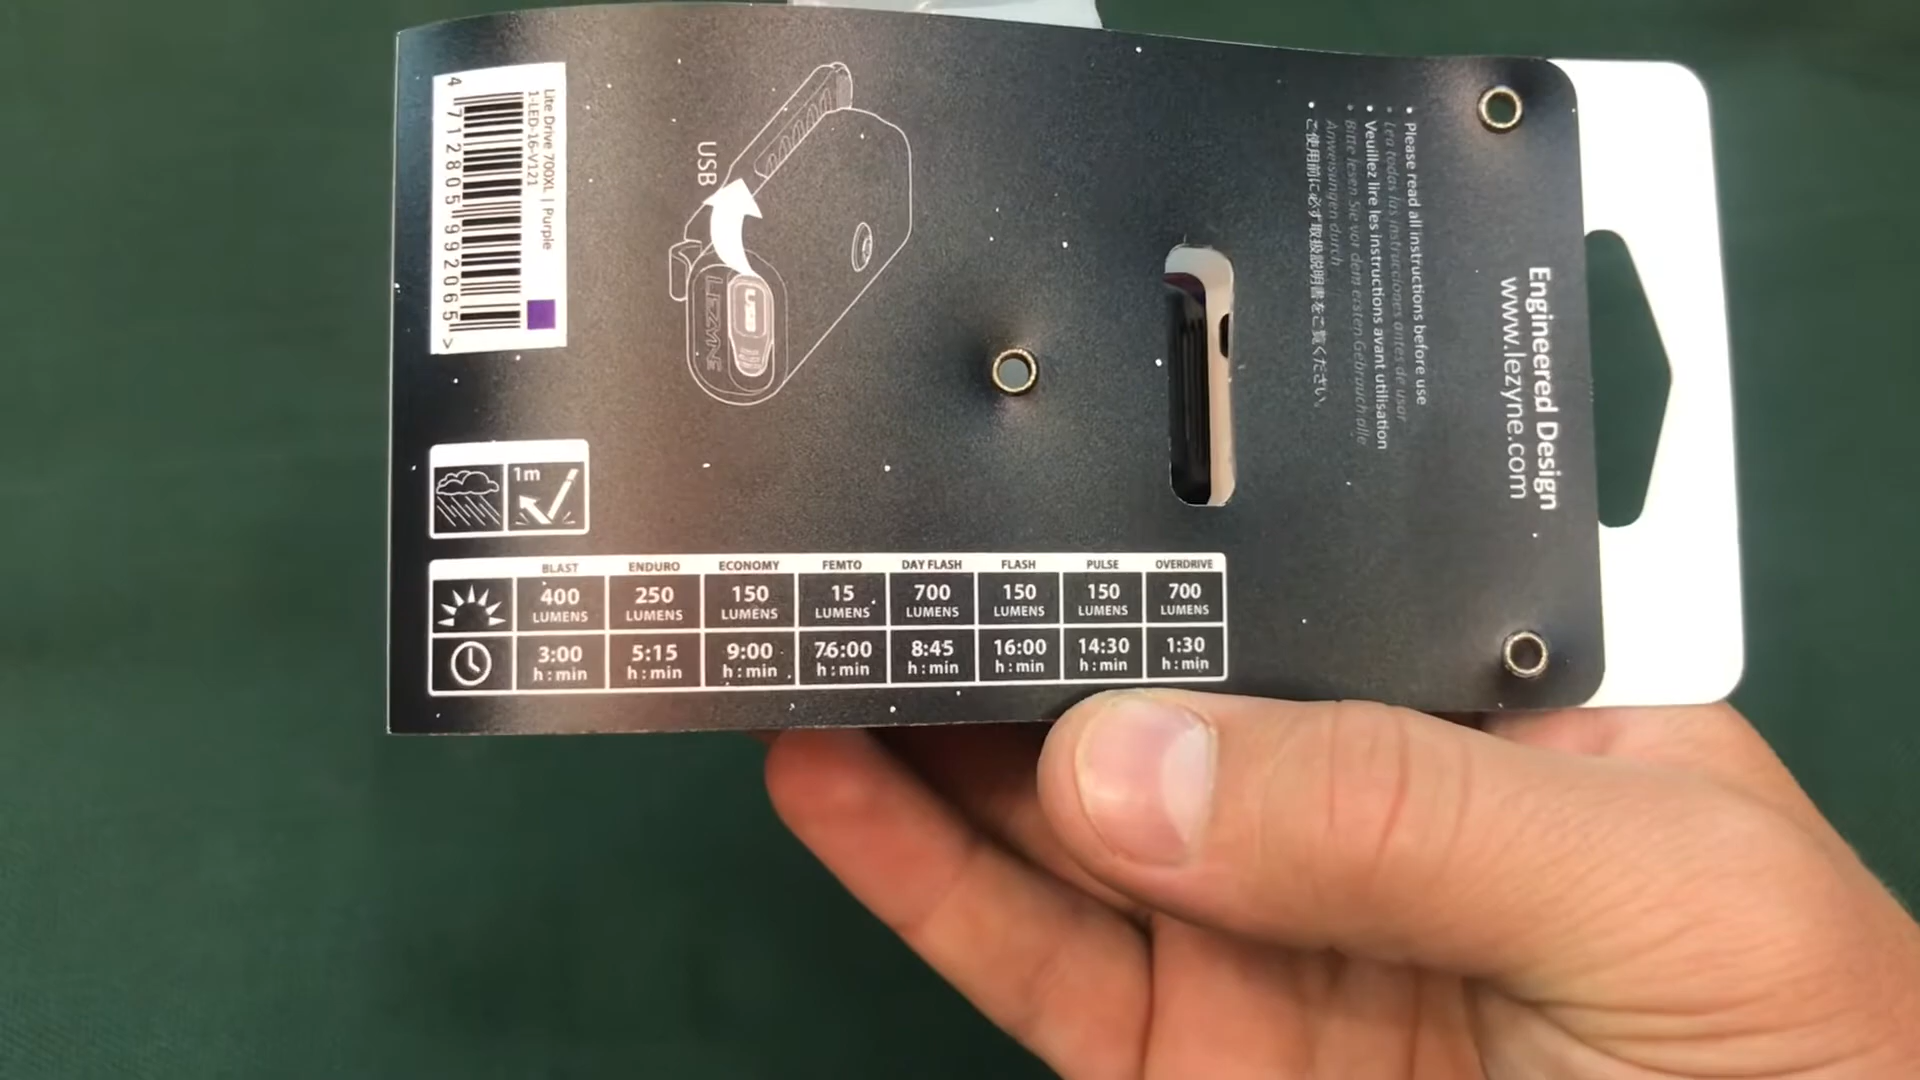 Lite Drive 700XL | Purple
1-LED-16-V121
4 712805 992065 >
USB
LEZYNE
USB
1m
BLAST ENDURO ECONOMY FEMTO DAY FLASH FLASH PULSE OVERDRIVE
400 250 150 15 700 150 150 700
LUMENS LUMENS LUMENS LUMENS LUMENS LUMENS LUMENS LUMENS
3:00 5:15 9:00 76:00 8:45 16:00 14:30 1:30
h:min h:min h:min h:min h:min h:min h:min h:min
• Please read all instructions before use
• Lea todas las instrucciones antes de usar
• Veuillez lire les instructions avant utilisation
• Bitte lesen Sie vor dem ersten Gebrauch alle
Anweisungen durch
• ご使用前に必ず取扱説明書をご覧ください。
Engineered Design
www.lezyne.com